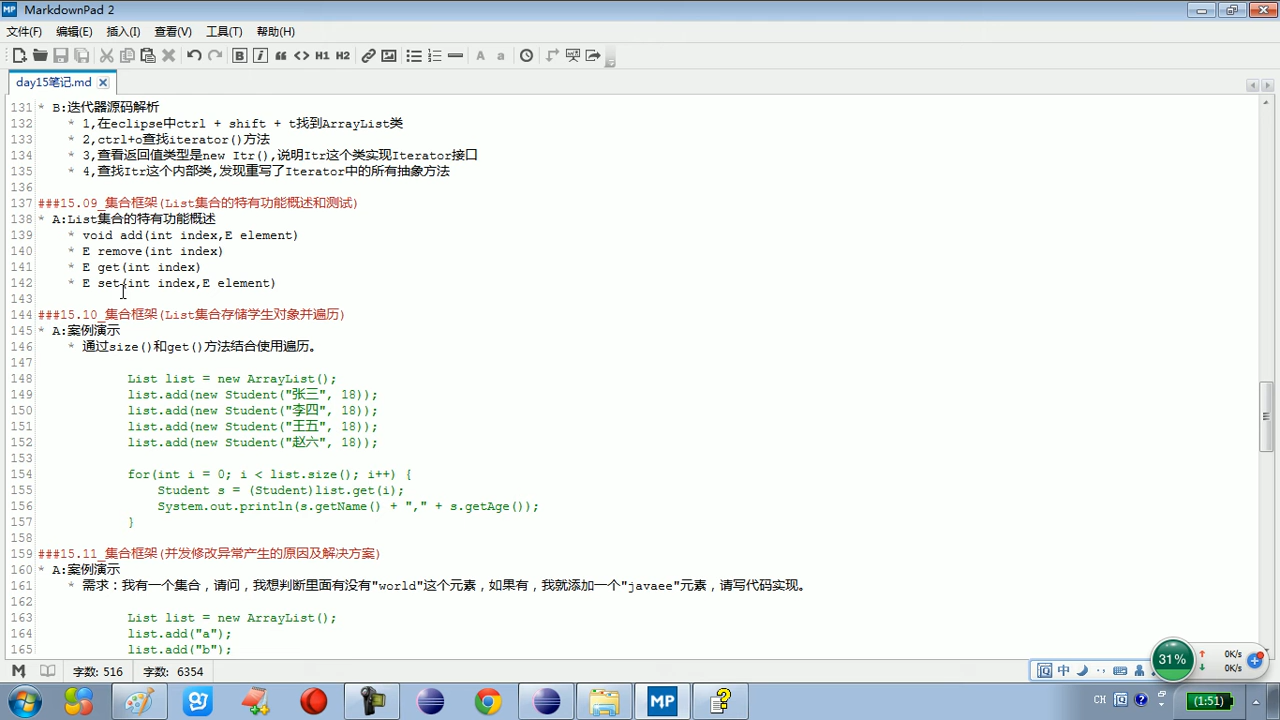 MarkdownPad 2
文件(F) 编辑(E) 插入(I) 查看(V) 工具(T) 帮助(H)
B I “ <> H1 H2 A a
day15笔记.md
131 * B:迭代器源码解析
132 * 1,在eclipse中ctrl + shift + t找到ArrayList类
133 * 2,ctrl+o查找iterator()方法
134 * 3,查看返回值类型是new Itr(),说明Itr这个类实现Iterator接口
135 * 4,查找Itr这个内部类,发现重写了Iterator中的所有抽象方法
136
137 ###15.09_集合框架(List集合的特有功能概述和测试)
138 * A:List集合的特有功能概述
139 * void add(int index,E element)
140 * E remove(int index)
141 * E get(int index)
142 * E set(int index,E element)
143
144 ###15.10_集合框架(List集合存储学生对象并遍历)
145 * A:案例演示
146 * 通过size()和get()方法结合使用遍历。
147
148 List list = new ArrayList();
149 list.add(new Student("张三", 18));
150 list.add(new Student("李四", 18));
151 list.add(new Student("王五", 18));
152 list.add(new Student("赵六", 18));
153
154 for(int i = 0; i < list.size(); i++) {
155 Student s = (Student)list.get(i);
156 System.out.println(s.getName() + "," + s.getAge());
157 }
158
159 ###15.11_集合框架(并发修改异常产生的原因及解决方案)
160 * A:案例演示
161 * 需求：我有一个集合，请问，我想判断里面有没有"world"这个元素，如果有，我就添加一个"javaee"元素，请写代码实现。
162
163 List list = new ArrayList();
164 list.add("a");
165 list.add("b");
字数: 516 字数: 6354
中
31%
0K/s
0K/s
MP
CH
(1:51)